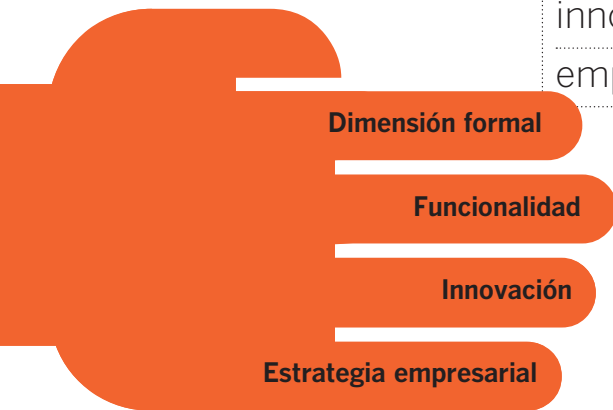 Dimensión formal
Funcionalidad
Innovación
Estrategia empresarial